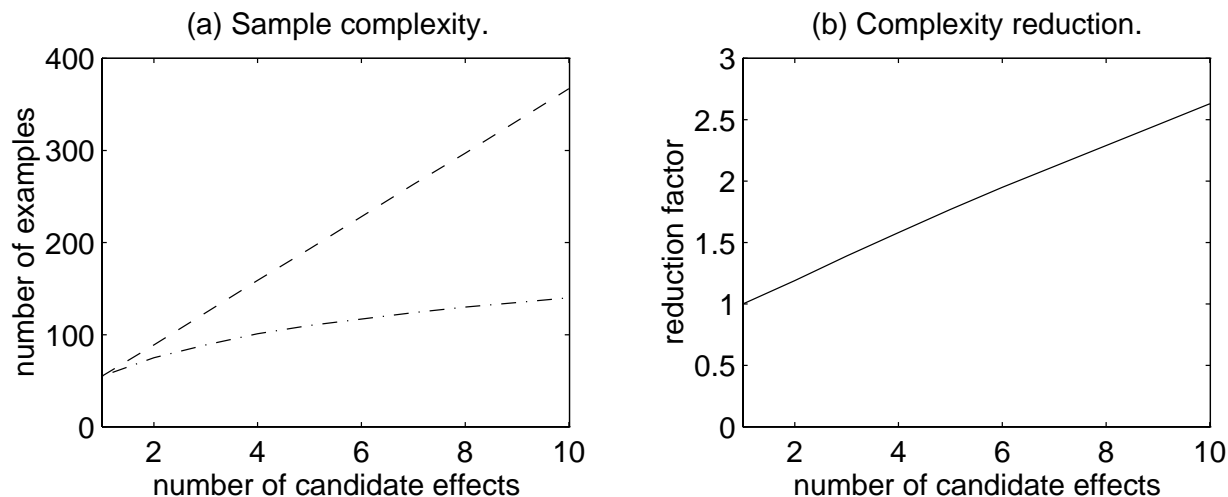 (a) Sample complexity.
400
300
200
100
0
number of examples
2 4 6 8 10
number of candidate effects
(b) Complexity reduction.
3
2.5
2
1.5
1
0.5
0
reduction factor
2 4 6 8 10
number of candidate effects